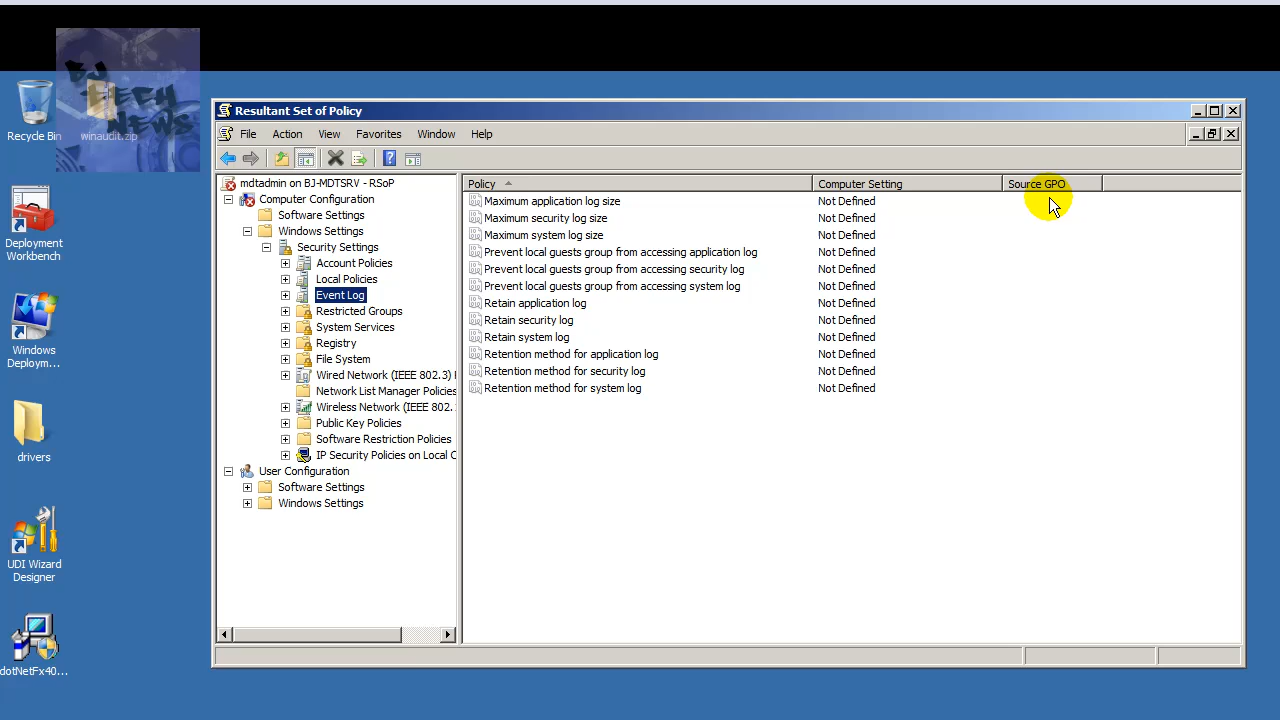 BJ
TECH
NEWS
Recycle Bin
winaudit.zip
Deployment
Workbench
Windows
Deploym...
drivers
UDI Wizard
Designer
dotNetFx40...
Resultant Set of Policy
File Action View Favorites Window Help
mdtadmin on BJ-MDTSRV - RSoP
Computer Configuration
Software Settings
Windows Settings
Security Settings
Account Policies
Local Policies
Event Log
Restricted Groups
System Services
Registry
File System
Wired Network (IEEE 802.3)
Network List Manager Policies
Wireless Network (IEEE 802.
Public Key Policies
Software Restriction Policies
IP Security Policies on Local C
User Configuration
Software Settings
Windows Settings
Policy Computer Setting Source GPO
Maximum application log size Not Defined
Maximum security log size Not Defined
Maximum system log size Not Defined
Prevent local guests group from accessing application log Not Defined
Prevent local guests group from accessing security log Not Defined
Prevent local guests group from accessing system log Not Defined
Retain application log Not Defined
Retain security log Not Defined
Retain system log Not Defined
Retention method for application log Not Defined
Retention method for security log Not Defined
Retention method for system log Not Defined